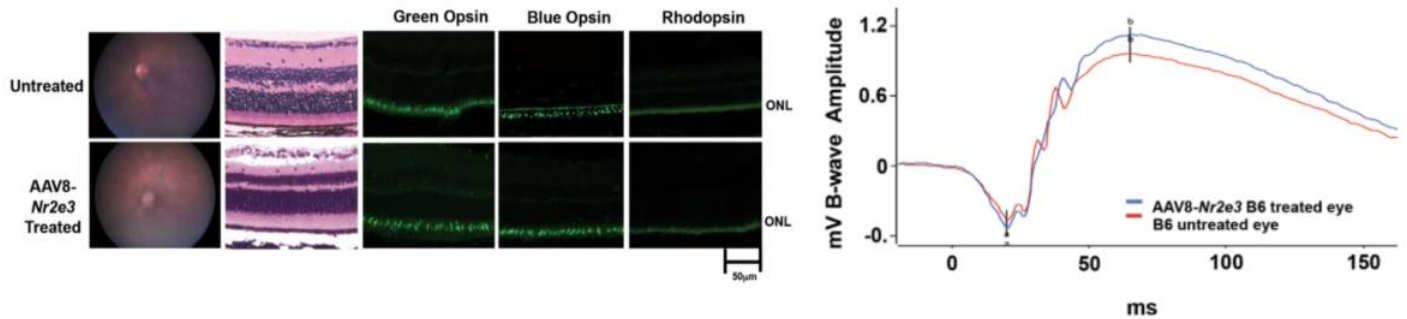 Green Opsin Blue Opsin Rhodopsin
Untreated
ONL
AAV8-
Nr2e3
Treated
ONL
50µm
mV B-wave Amplitude
1.2
0.6
0
-0.
b
b
AAV8-Nr2e3 B6 treated eye
B6 untreated eye
0 50 100 150
ms